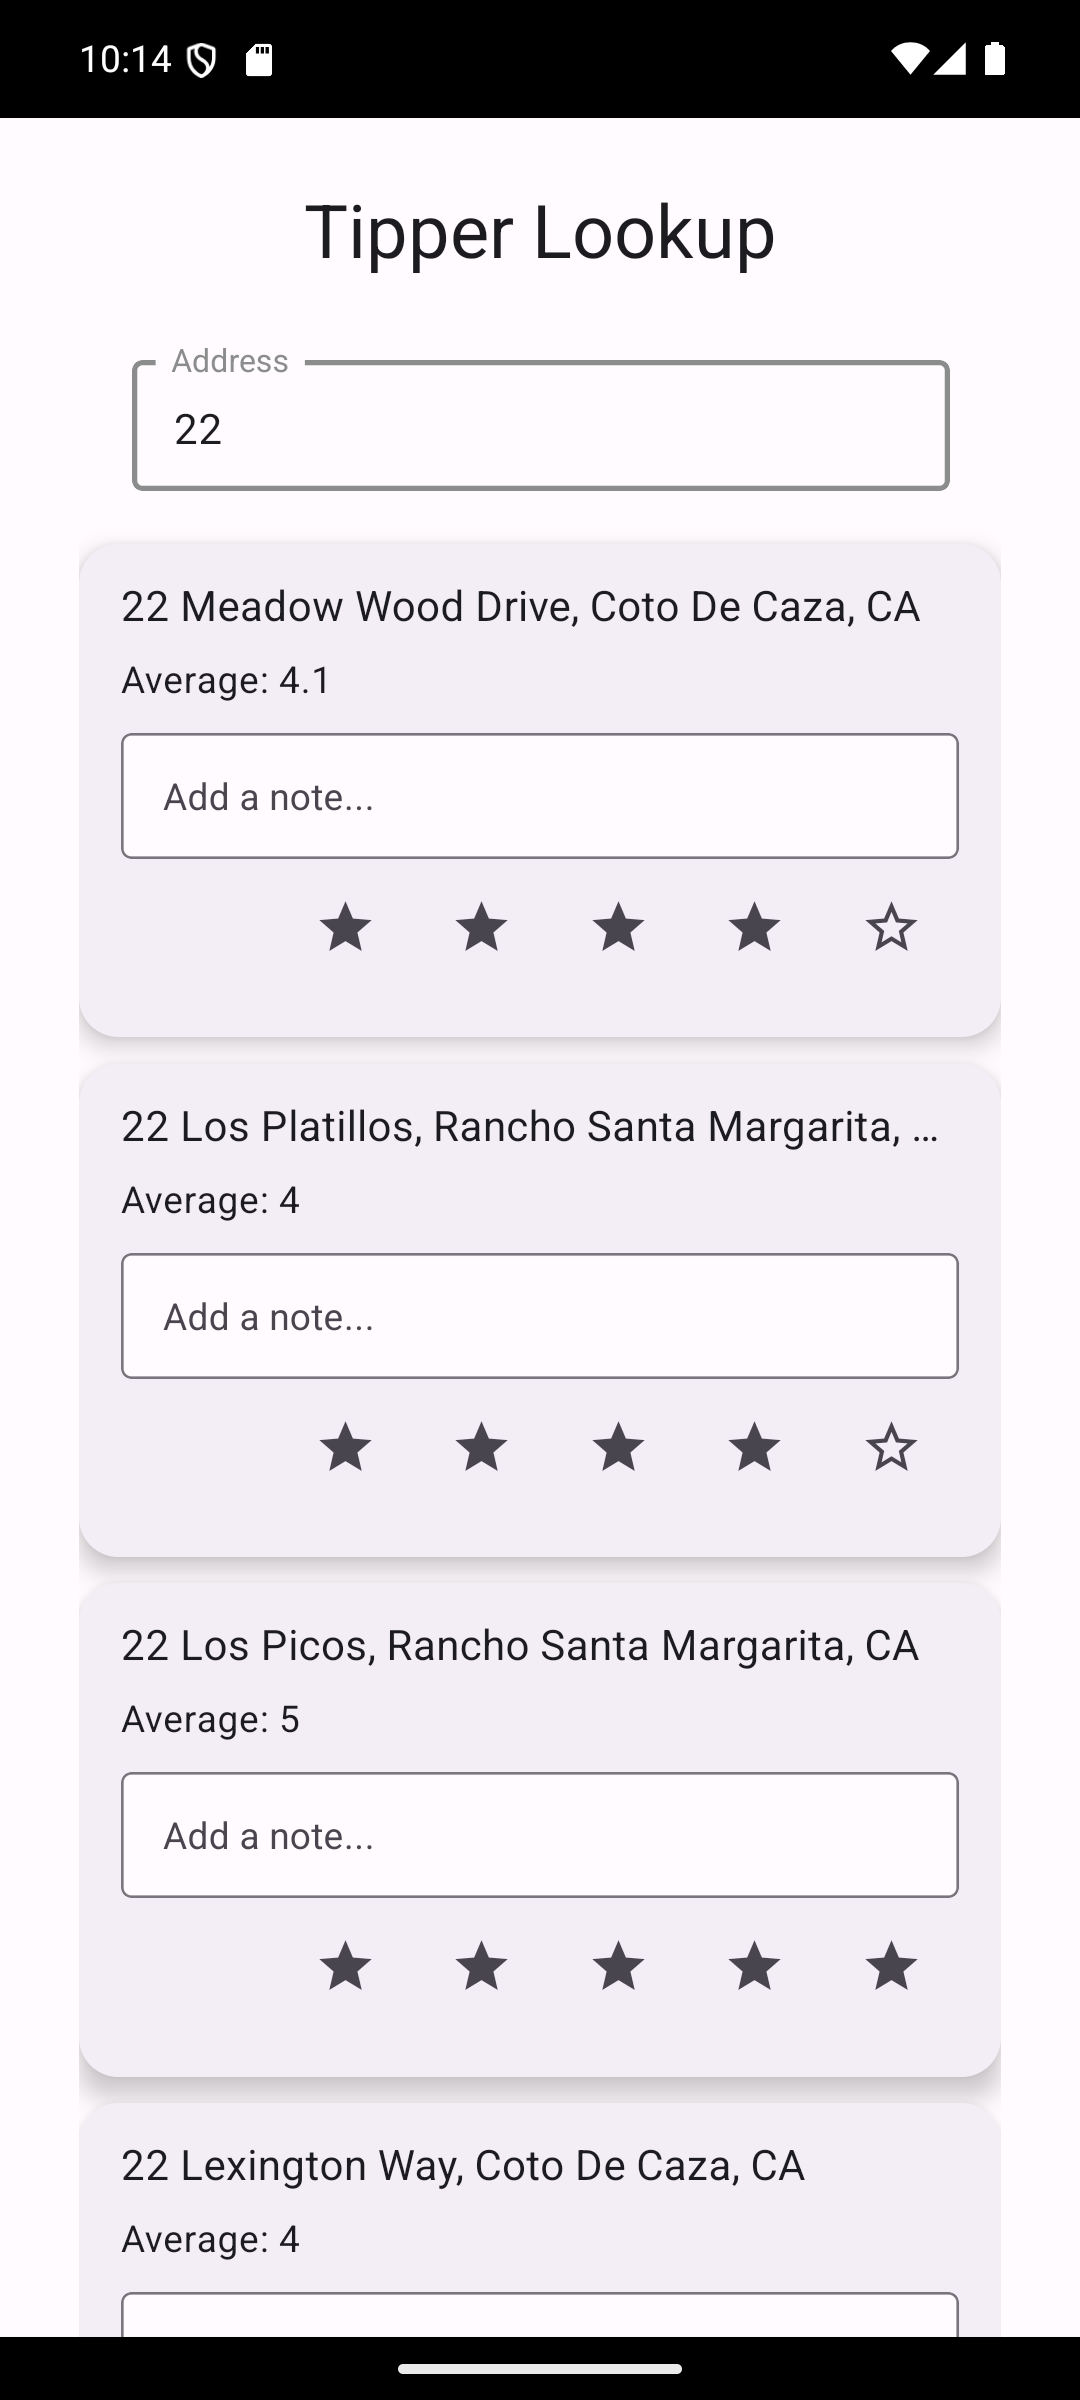 10:14
Tipper Lookup
Address
22
22 Meadow Wood Drive, Coto De Caza, CA
Average: 4.1
Add a note...
22 Los Platillos, Rancho Santa Margarita, ...
Average: 4
Add a note...
22 Los Picos, Rancho Santa Margarita, CA
Average: 5
Add a note...
22 Lexington Way, Coto De Caza, CA
Average: 4